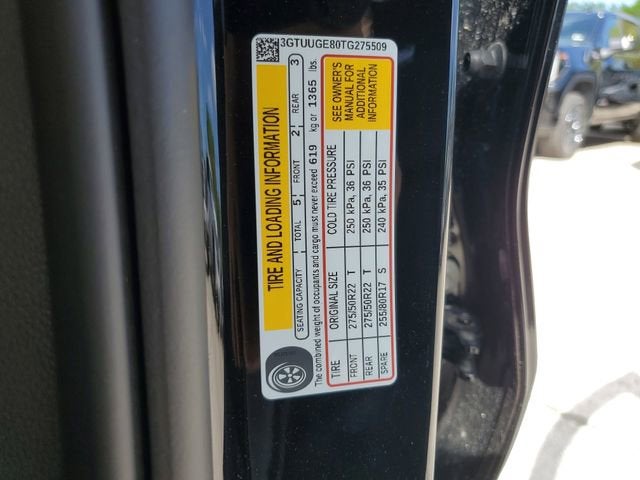 3GTUUGE80TG275509
TIRE AND LOADING INFORMATION
SEATING CAPACITY TOTAL 5 FRONT 2 REAR 3
The combined weight of occupants and cargo must never exceed 619 kg or 1365 lbs.
TIRE ORIGINAL SIZE COLD TIRE PRESSURE
FRONT 275/50R22 T 250 kPa, 36 PSI
REAR 275/50R22 T 250 kPa, 36 PSI
SPARE 255/80R17 S 240 kPa, 35 PSI
SEE OWNER'S
MANUAL FOR
ADDITIONAL
INFORMATION